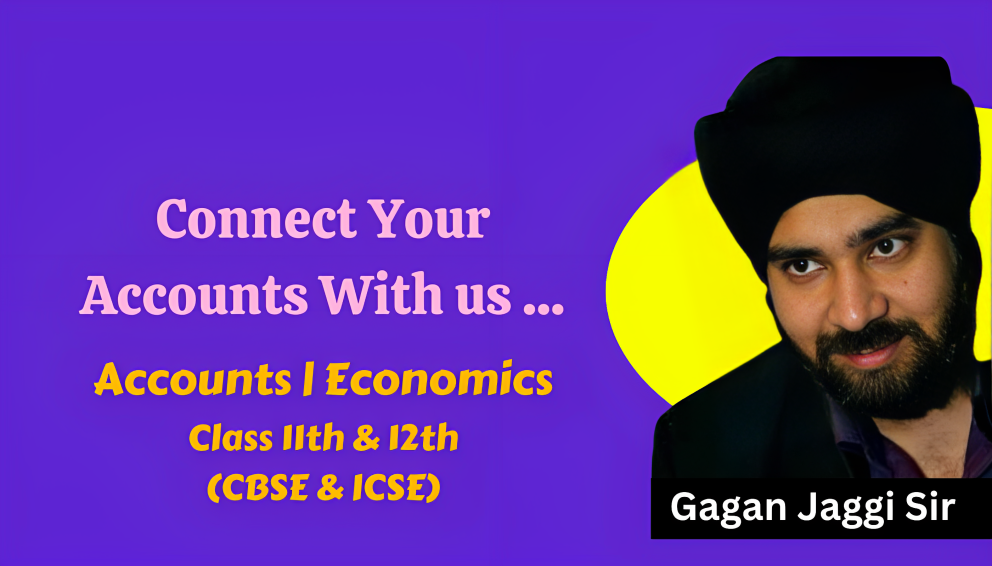 Connect Your
Accounts With us ...
Accounts | Economics
Class 11th & 12th
(CBSE & ICSE)
Gagan Jaggi Sir